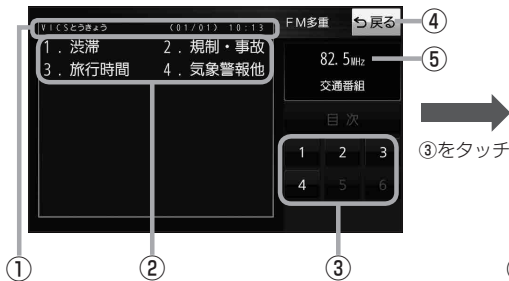 VICSとうきょう (01/01) 10:13
FM多重
戻る
④
1．渋滞 2．規制・事故
3．旅行時間 4．気象警報他
82.5MHz
⑤
交通番組
目次
1 2 3
4 5 6
③をタッチ
① ② ③